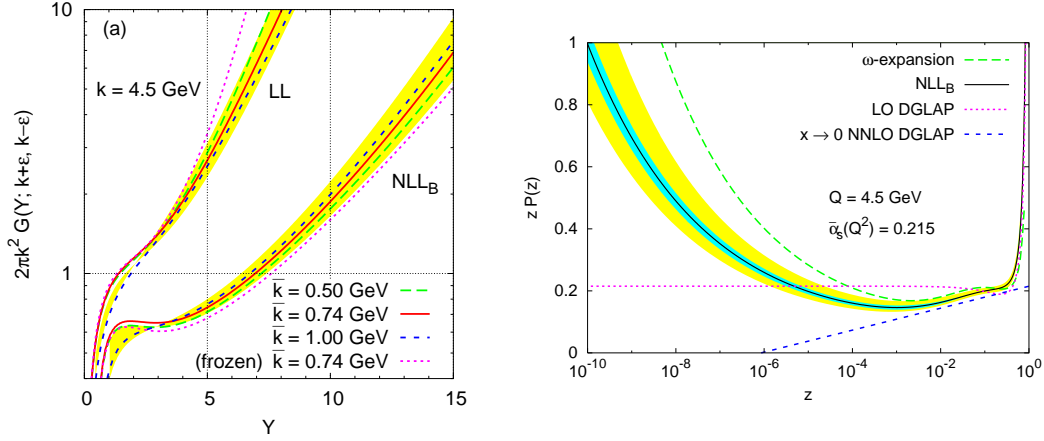 (a)
k = 4.5 GeV
LL
NLL_B
k̅ = 0.50 GeV
k̅ = 0.74 GeV
k̅ = 1.00 GeV
(frozen) k̅ = 0.74 GeV
2πk² G(Y; k+ε, k−ε)
10
1
0 5 10 15
Y
ω-expansion
NLL_B
LO DGLAP
x → 0 NNLO DGLAP
Q = 4.5 GeV
α̅_s(Q²) = 0.215
z P(z)
1
0.8
0.6
0.4
0.2
0
10⁻¹⁰ 10⁻⁸ 10⁻⁶ 10⁻⁴ 10⁻² 10⁰
z